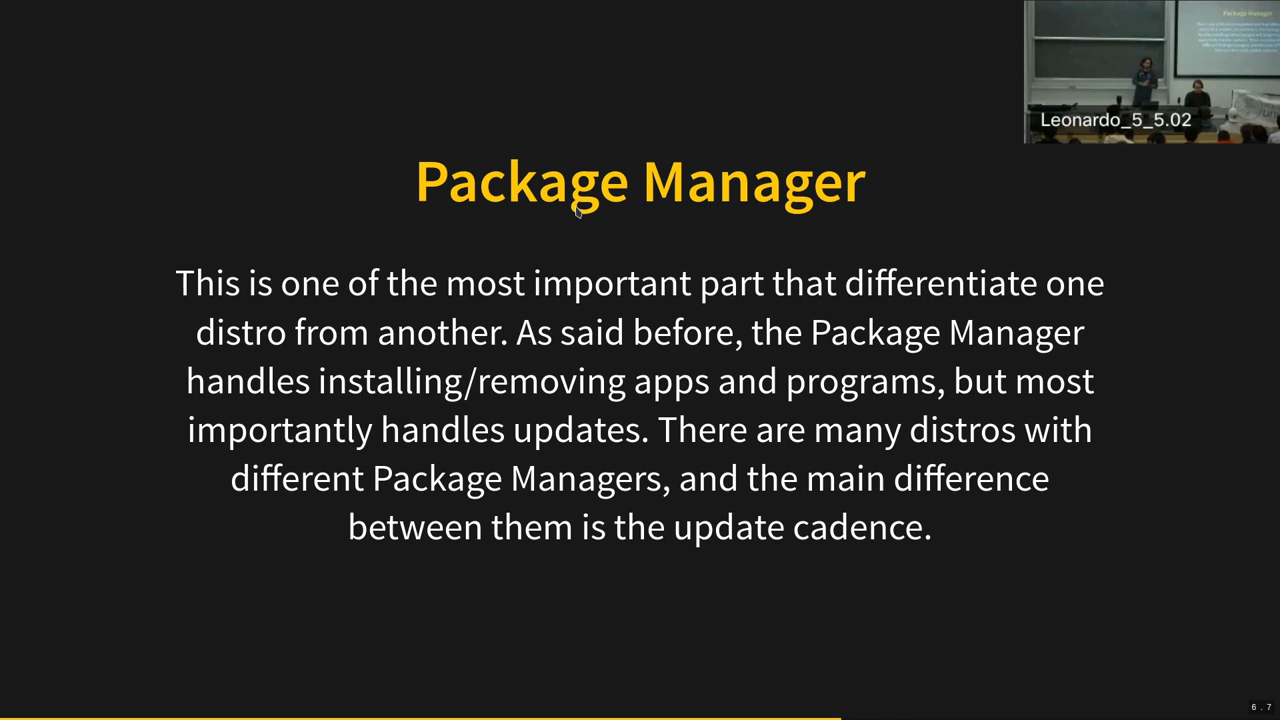 Package Manager
Leonardo_5_5.02
Package Manager
This is one of the most important part that differentiate one
distro from another. As said before, the Package Manager
handles installing/removing apps and programs, but most
importantly handles updates. There are many distros with
different Package Managers, and the main difference
between them is the update cadence.
6.7